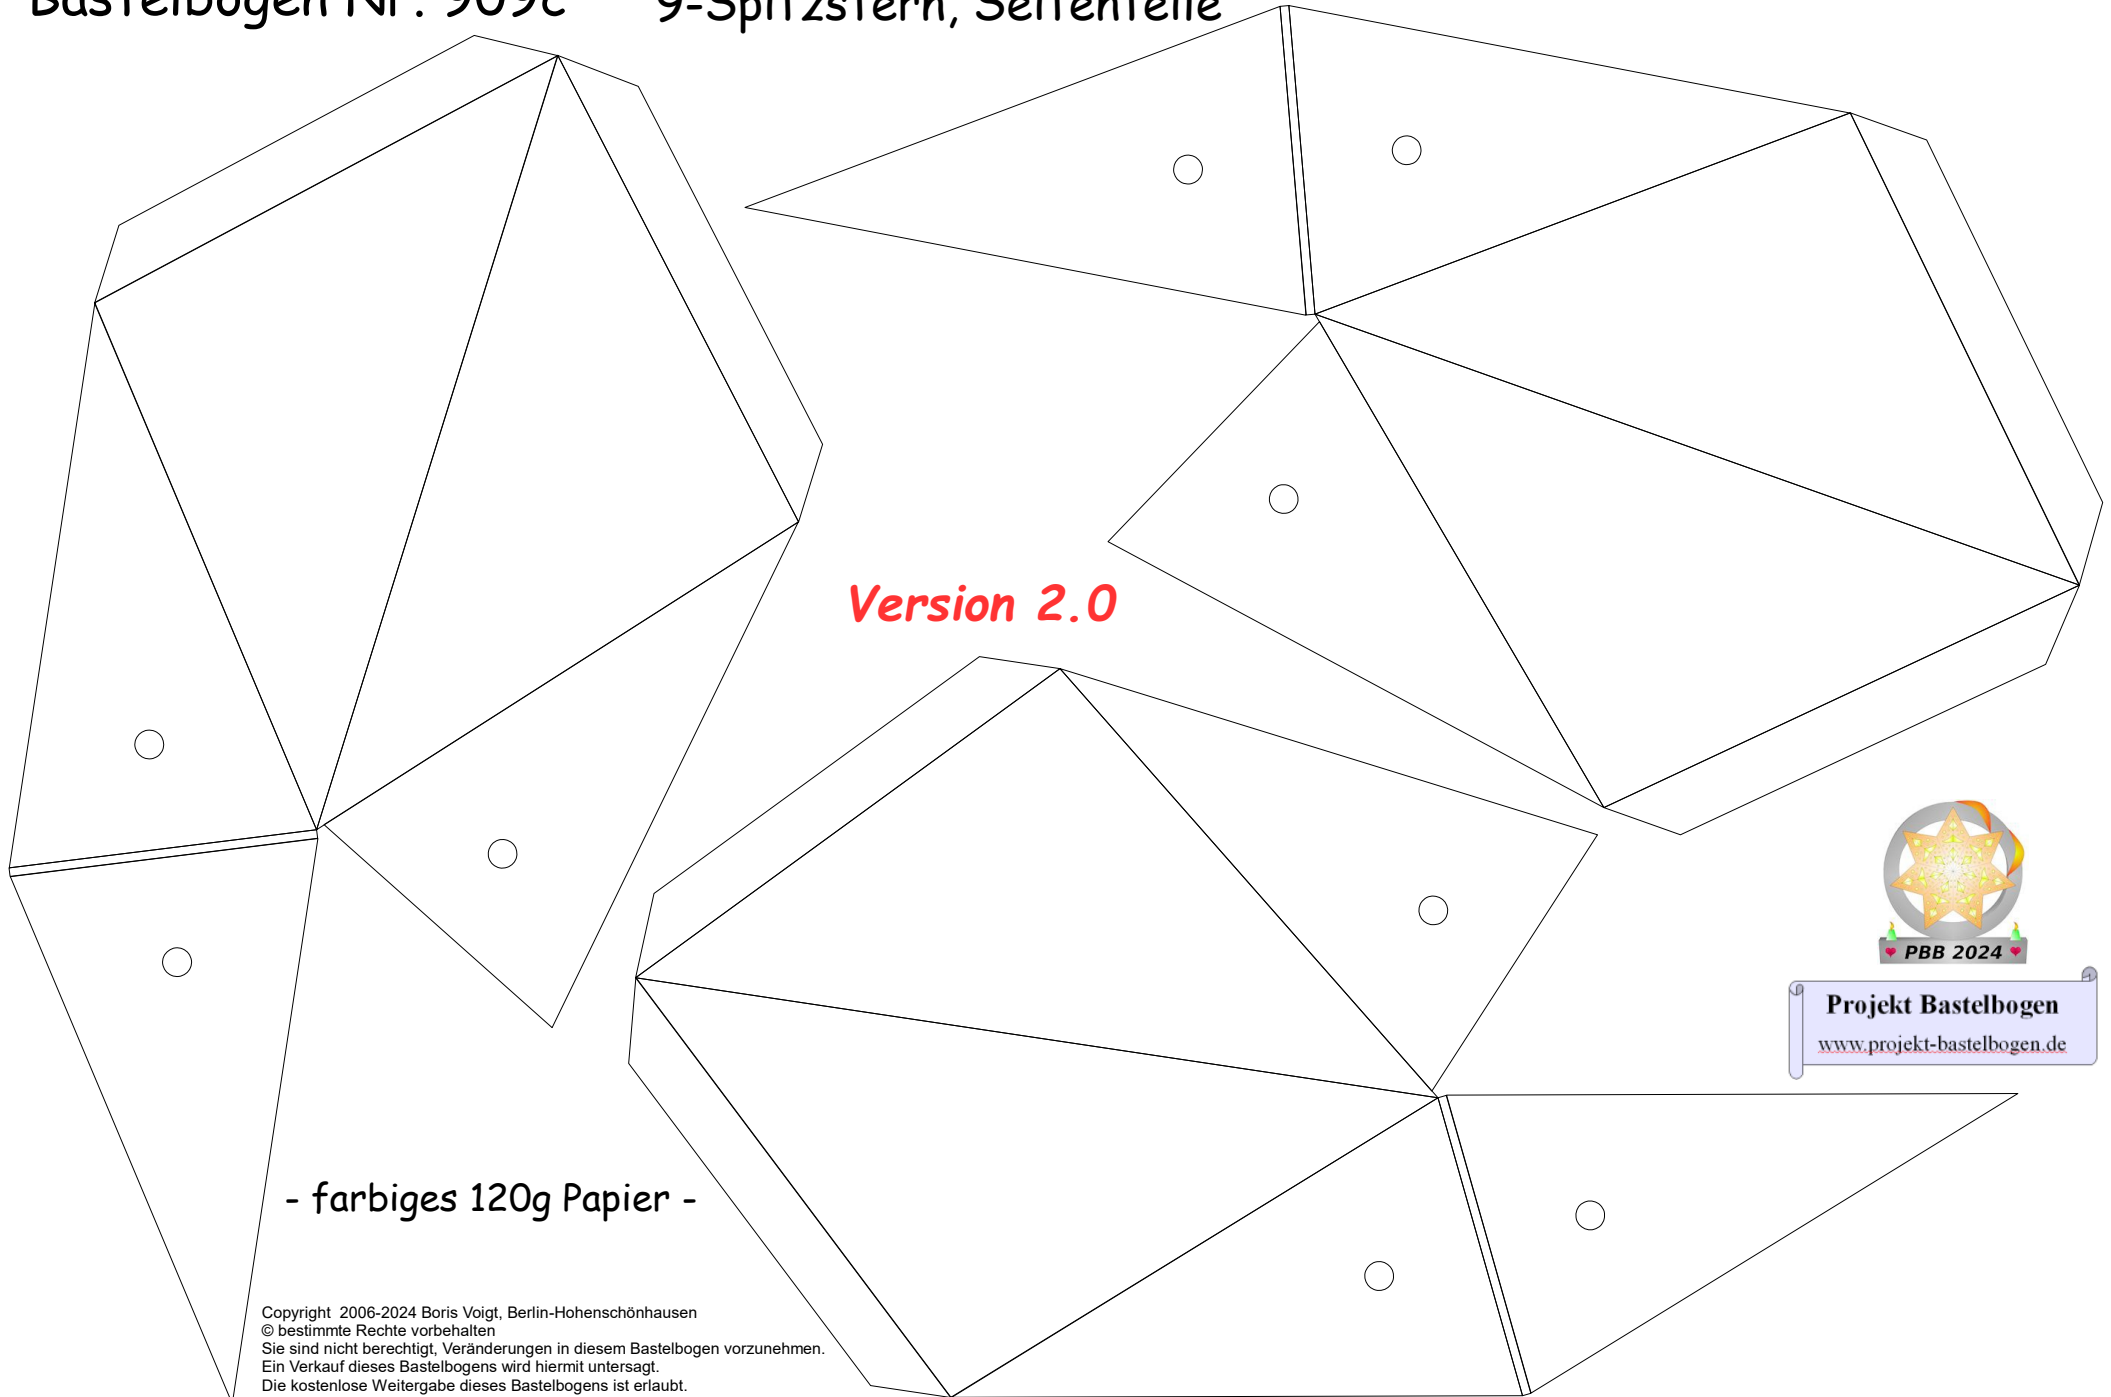 Bastelbogen Nr. 909c 9-Spitzstern, Seitenteile
Version 2.0
PBB 2024
Projekt Bastelbogen
www.projekt-bastelbogen.de
- farbiges 120g Papier -
Copyright 2006-2024 Boris Voigt, Berlin-Hohenschönhausen
© bestimmte Rechte vorbehalten
Sie sind nicht berechtigt, Veränderungen in diesem Bastelbogen vorzunehmen.
Ein Verkauf dieses Bastelbogens wird hiermit untersagt.
Die kostenlose Weitergabe dieses Bastelbogens ist erlaubt.